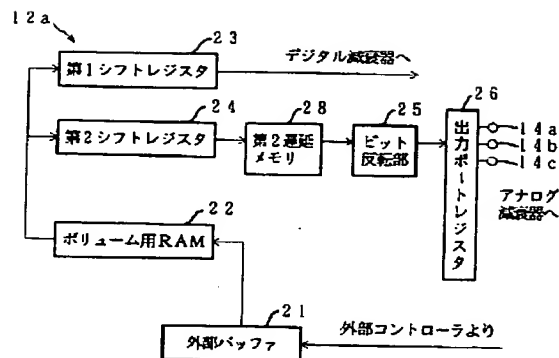 12a
23
第1シフトレジスタ
デジタル減衰器へ
24
第2シフトレジスタ
28
第2遅延
メモリ
25
ビット
反転部
26
出力ポートレジスタ
14a
14b
14c
アナログ
減衰器へ
22
ボリューム用RAM
21
外部バッファ
外部コントローラより